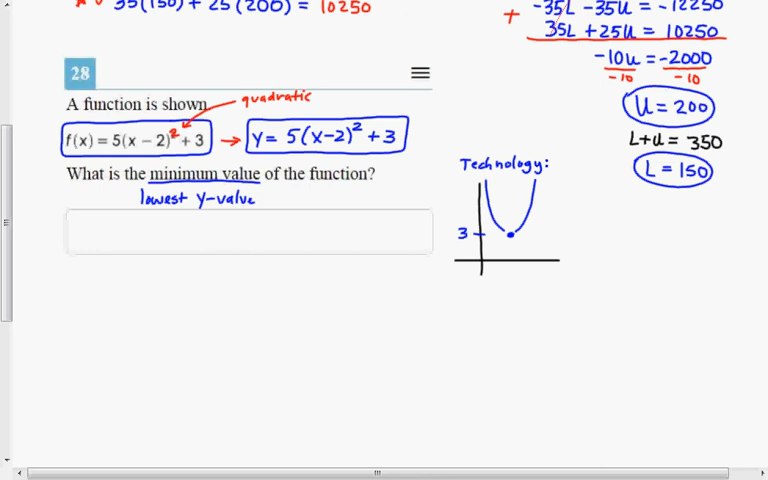 35(150) + 25(200) = 10250
-35L -35u = -12250
+ 35L + 25u = 10250
-10u = -2000
-10 -10
u = 200
L+u = 350
L = 150
28
A function is shown
quadratic
f(x) = 5(x − 2)² + 3 → y = 5(x-2)² + 3
What is the minimum value of the function?
lowest y-value
Technology:
3